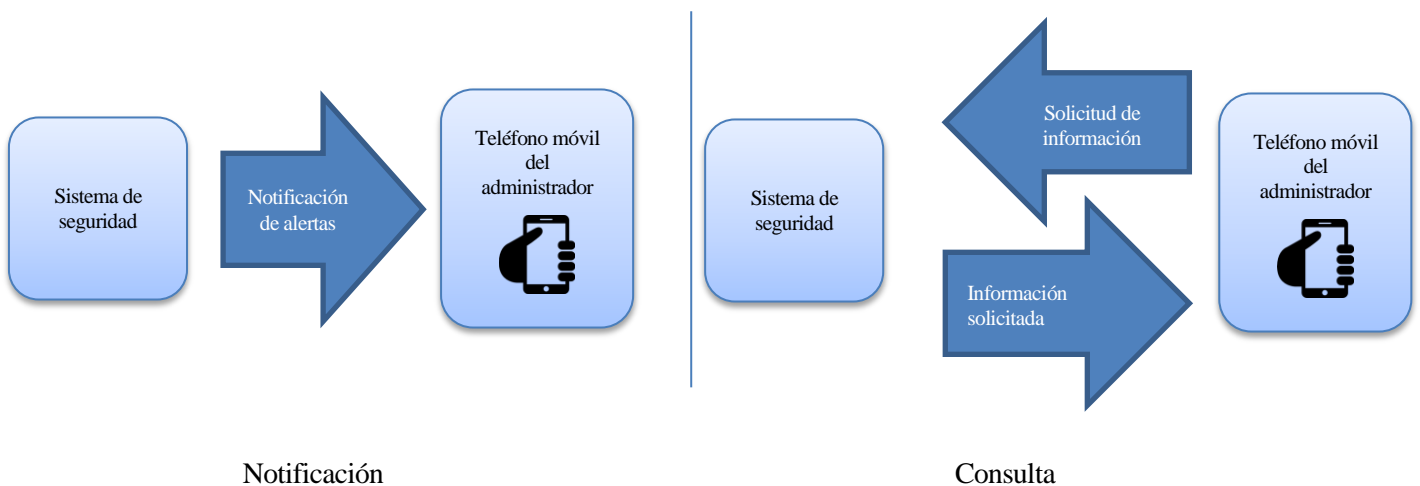 Sistema de
seguridad
Notificación
de alertas
Teléfono móvil
del
administrador
Notificación
Sistema de
seguridad
Solicitud de
información
Información
solicitada
Teléfono móvil
del
administrador
Consulta